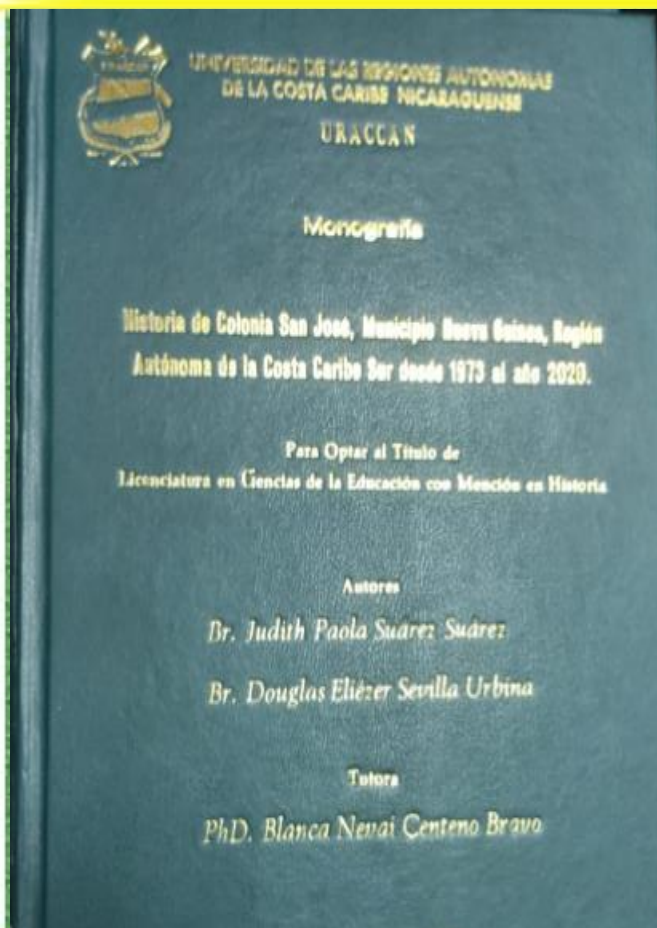 UNIVERSIDAD DE LAS REGIONES AUTONOMAS
DE LA COSTA CARIBE NICARAGUENSE
URACCAN
Monografía
Historia de Colonia San José, Municipio Nueva Guinea, Región
Autónoma de la Costa Caribe Sur desde 1973 al año 2020.
Para Optar al Título de
Licenciatura en Ciencias de la Educación con Mención en Historia
Autores
Br. Judith Paola Suárez Suárez
Br. Douglas Eliézer Sevilla Urbina
Tutora
PhD. Blanca Nevai Centeno Bravo